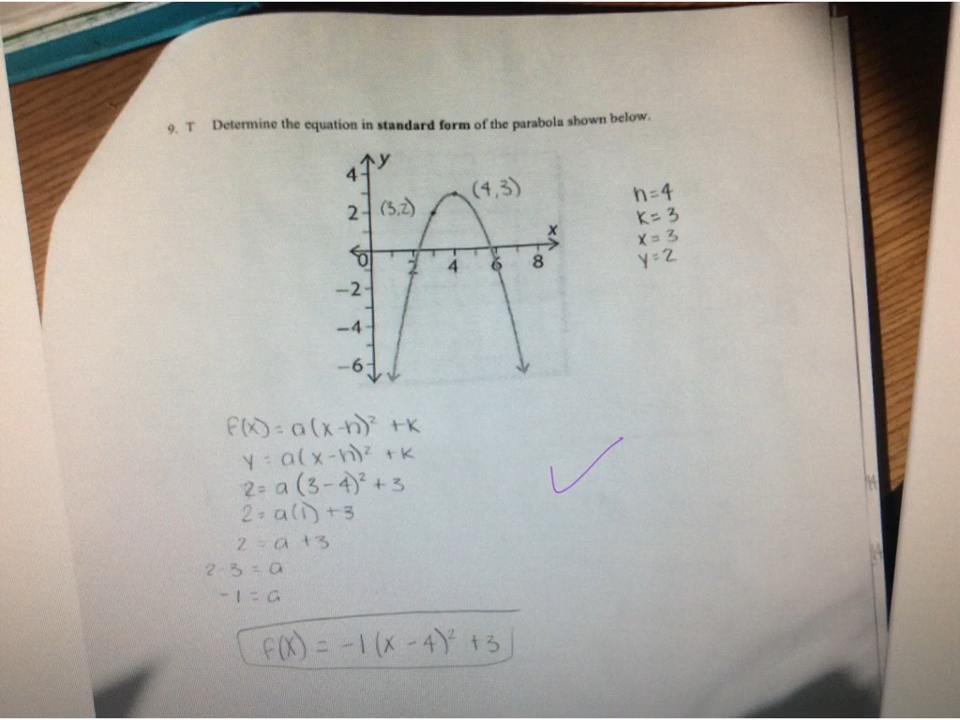 9. T Determine the equation in standard form of the parabola shown below.
y
4
(4,3)
2
(3,2)
x
0
2
4
6
8
-2
-4
-6
h=4
k=3
x=3
y=2
f(x)=a(x-h)² +k
y=a(x-h)² +k
2=a(3-4)²+3
2=a(1)+3
2=a+3
2-3=a
-1=a
f(x)=-1(x-4)²+3